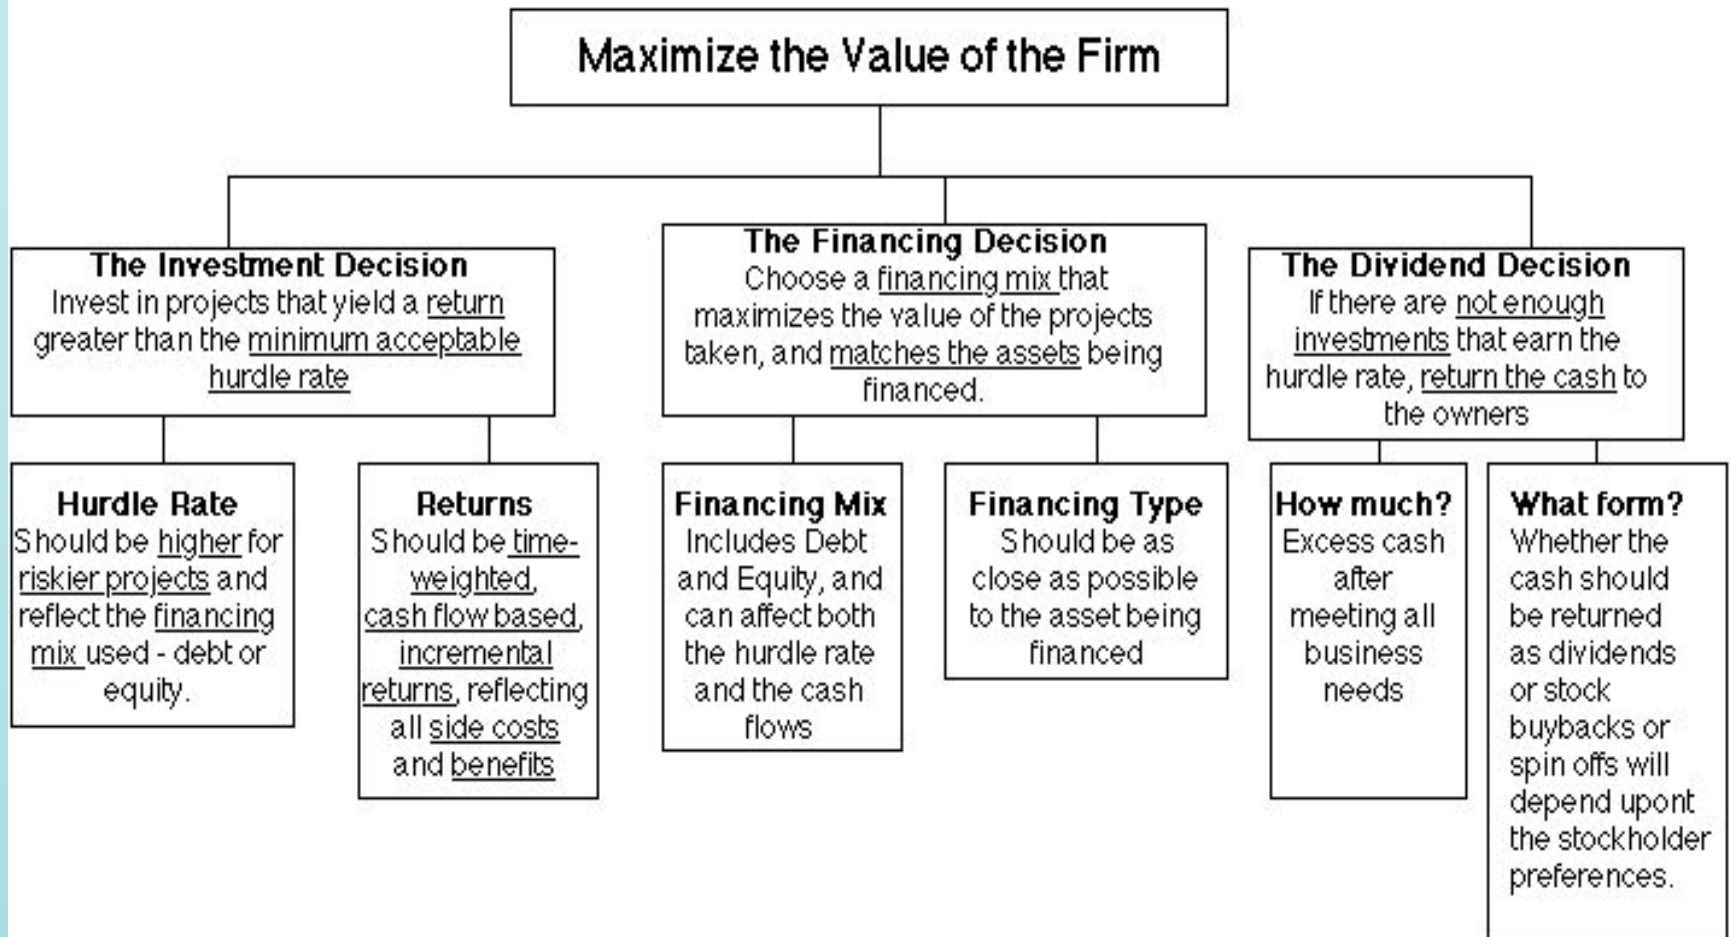 Maximize the Value of the Firm
The Investment Decision
Invest in projects that yield a return
greater than the minimum acceptable
hurdle rate
The Financing Decision
Choose a financing mix that
maximizes the value of the projects
taken, and matches the assets being
financed.
The Dividend Decision
If there are not enough
investments that earn the
hurdle rate, return the cash to
the owners
Hurdle Rate
Should be higher for
riskier projects and
reflect the financing
mix used - debt or
equity.
Returns
Should be time-
weighted,
cash flow based,
incremental
returns, reflecting
all side costs
and benefits
Financing Mix
Includes Debt
and Equity, and
can affect both
the hurdle rate
and the cash
flows
Financing Type
Should be as
close as possible
to the asset being
financed
How much?
Excess cash
after
meeting all
business
needs
What form?
Whether the
cash should
be returned
as dividends
or stock
buybacks or
spin offs will
depend upont
the stockholder
preferences.